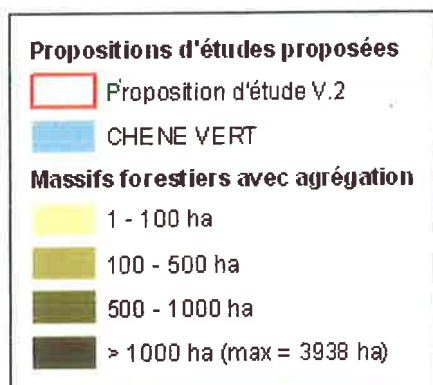 Propositions d'études proposées
Proposition d'étude V.2
CHENE VERT
Massifs forestiers avec agrégation
1 - 100 ha
100 - 500 ha
500 - 1000 ha
> 1000 ha (max = 3938 ha)